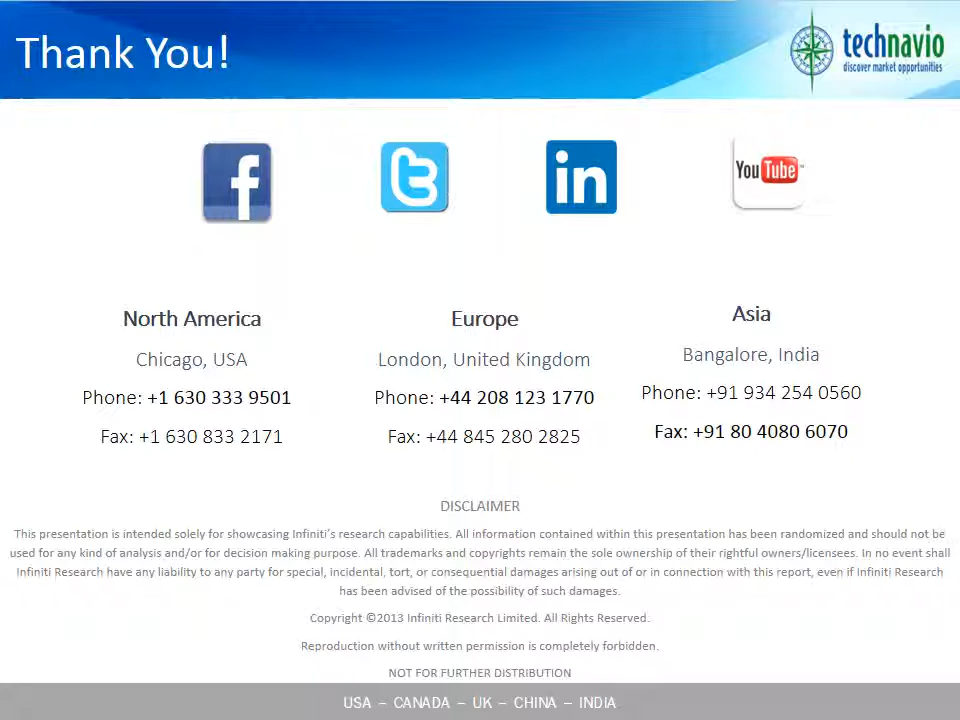 Thank You!
technavio
discover market opportunities
f
t
in
You Tube
North America
Chicago, USA
Phone: +1 630 333 9501
Fax: +1 630 833 2171
Europe
London, United Kingdom
Phone: +44 208 123 1770
Fax: +44 845 280 2825
Asia
Bangalore, India
Phone: +91 934 254 0560
Fax: +91 80 4080 6070
DISCLAIMER
This presentation is intended solely for showcasing Infiniti's research capabilities. All information contained within this presentation has been randomized and should not be
used for any kind of analysis and/or for decision making purpose. All trademarks and copyrights remain the sole ownership of their rightful owners/licensees. In no event shall
Infiniti Research have any liability to any party for special, incidental, tort, or consequential damages arising out of or in connection with this report, even if Infiniti Research
has been advised of the possibility of such damages.
Copyright ©2013 Infiniti Research Limited. All Rights Reserved.
Reproduction without written permission is completely forbidden.
NOT FOR FURTHER DISTRIBUTION
USA – CANADA – UK – CHINA – INDIA